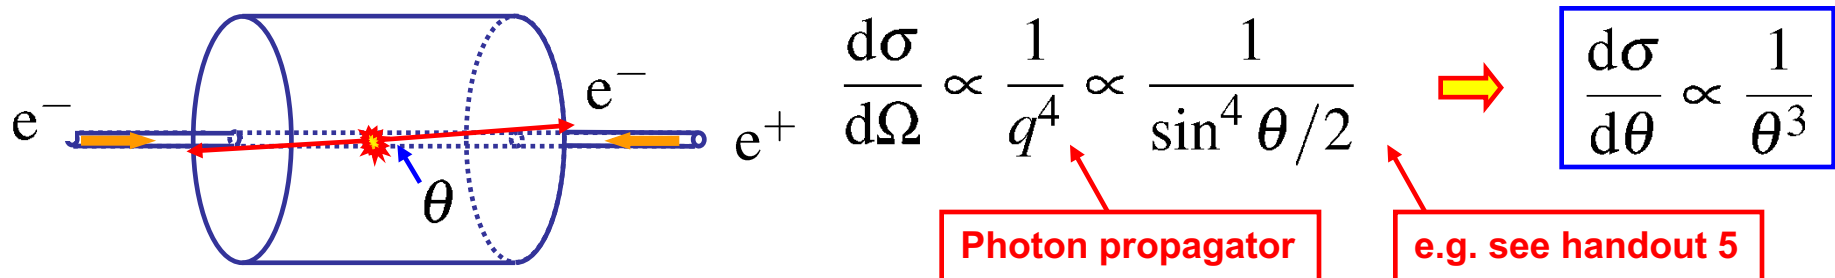 e⁻
e⁻
θ
e⁺
dσ/dΩ ∝ 1/q⁴ ∝ 1/sin⁴ θ/2
dσ/dθ ∝ 1/θ³
Photon propagator
e.g. see handout 5